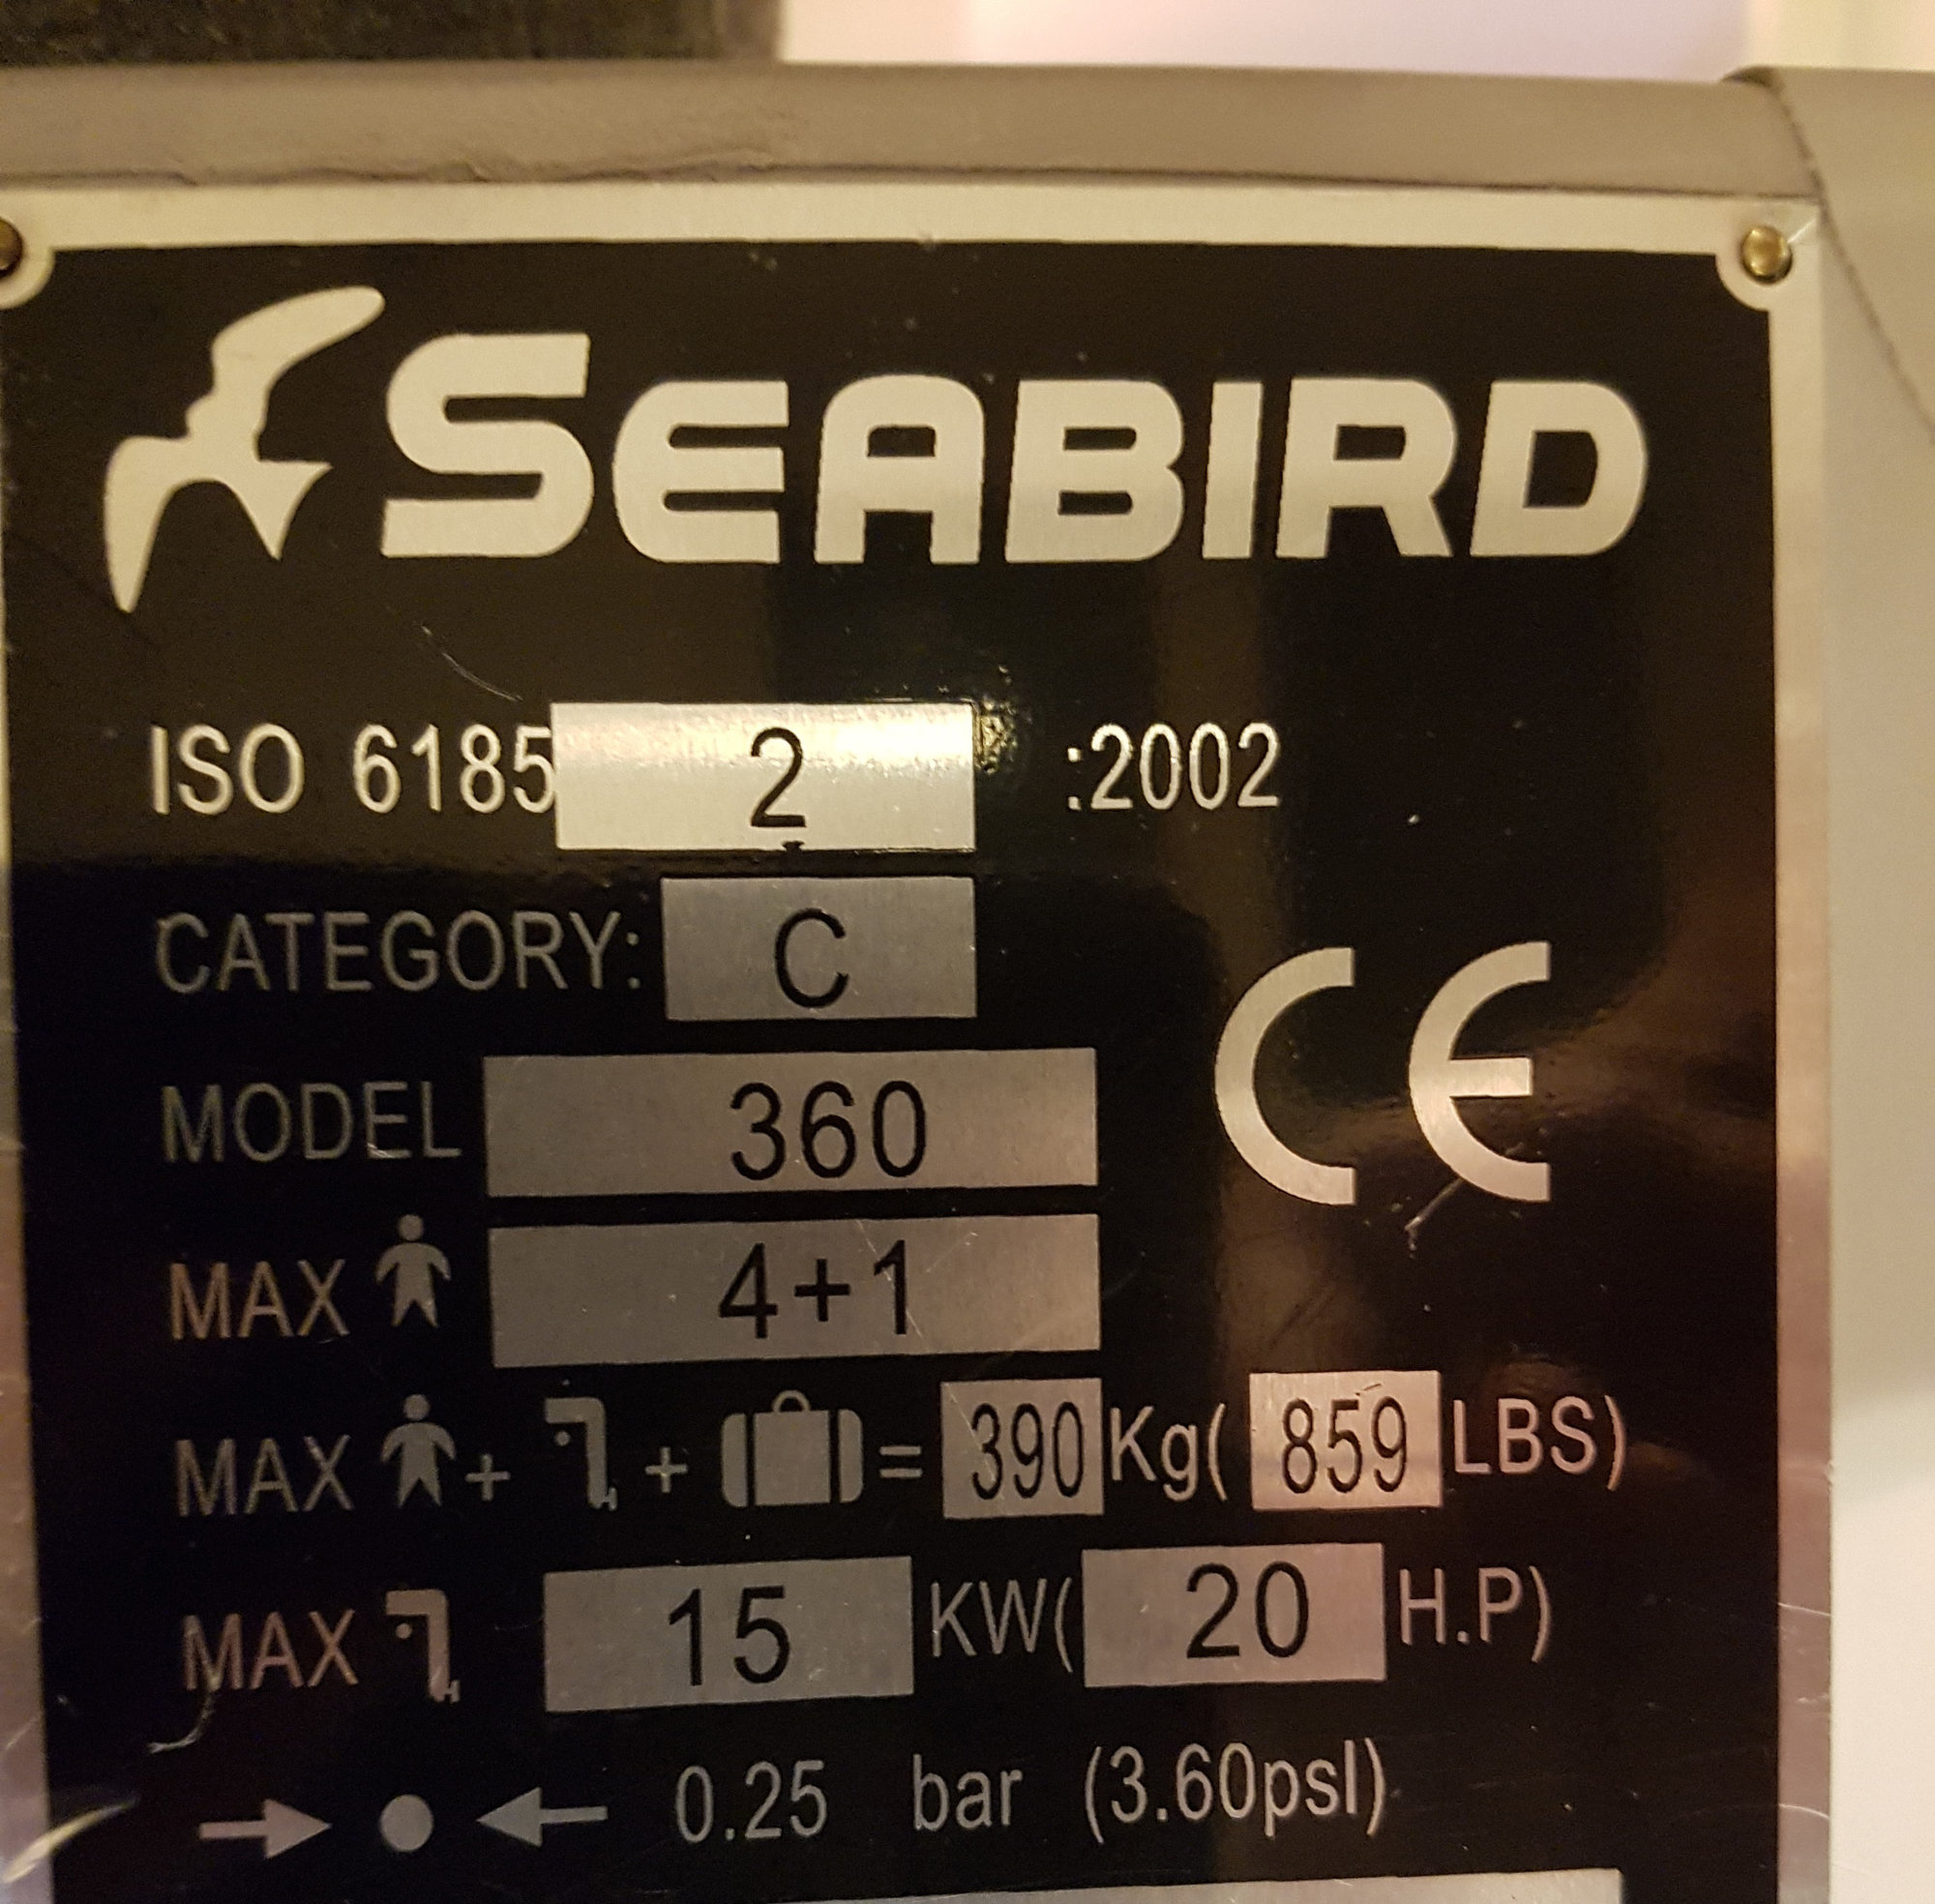 SEABIRD
ISO 6185 2 :2002
CATEGORY: C
MODEL 360
CE
MAX 4+1
MAX + + = 390 Kg( 859 LBS)
MAX 15 KW( 20 H.P)
0.25 bar (3.60psl)